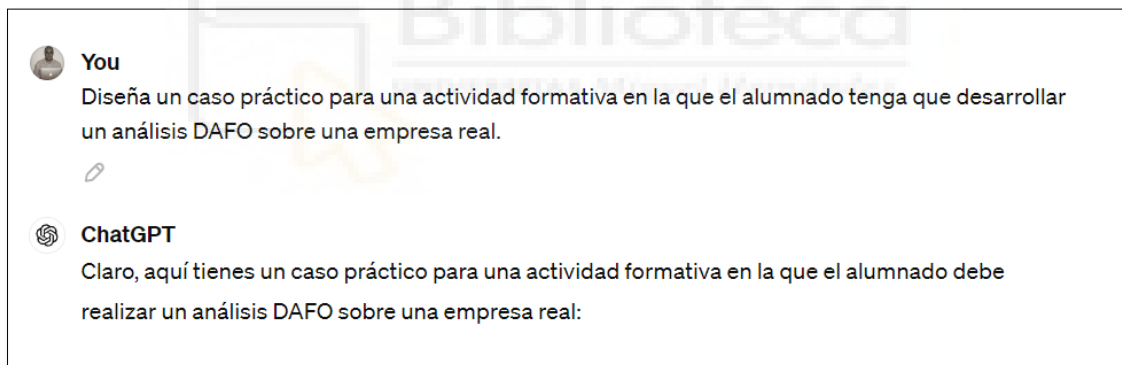 Biblioteca
You
Diseña un caso práctico para una actividad formativa en la que el alumnado tenga que desarrollar
un análisis DAFO sobre una empresa real.
ChatGPT
Claro, aquí tienes un caso práctico para una actividad formativa en la que el alumnado debe
realizar un análisis DAFO sobre una empresa real: